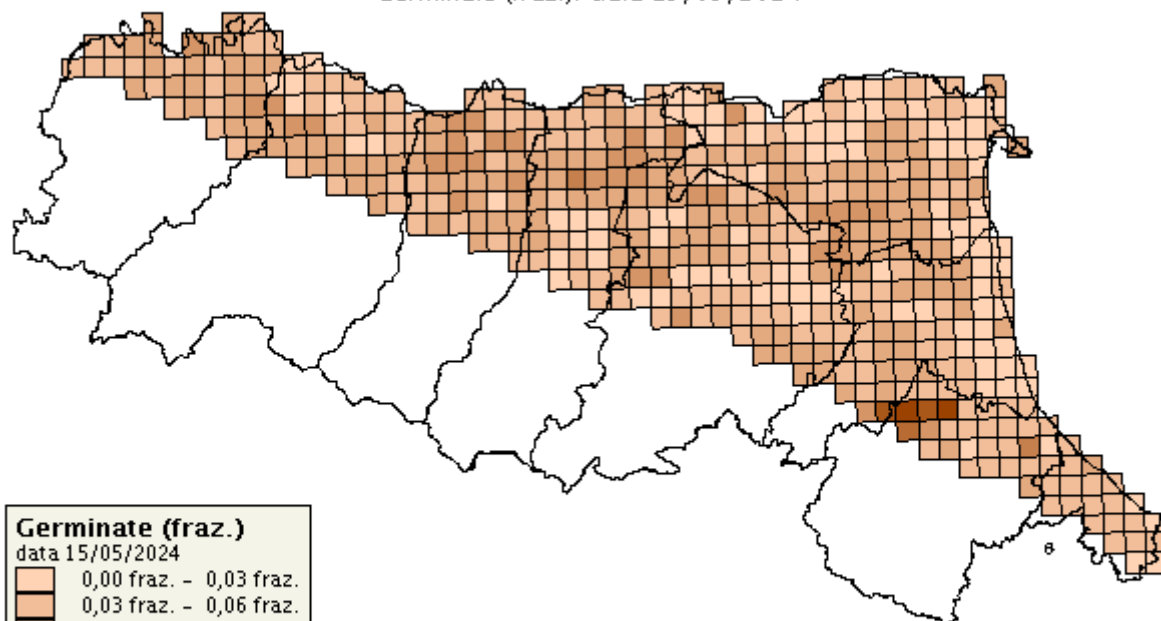 Germinate (fraz.)
data 15/05/2024
0,00 fraz. - 0,03 fraz.
0,03 fraz. - 0,06 fraz.